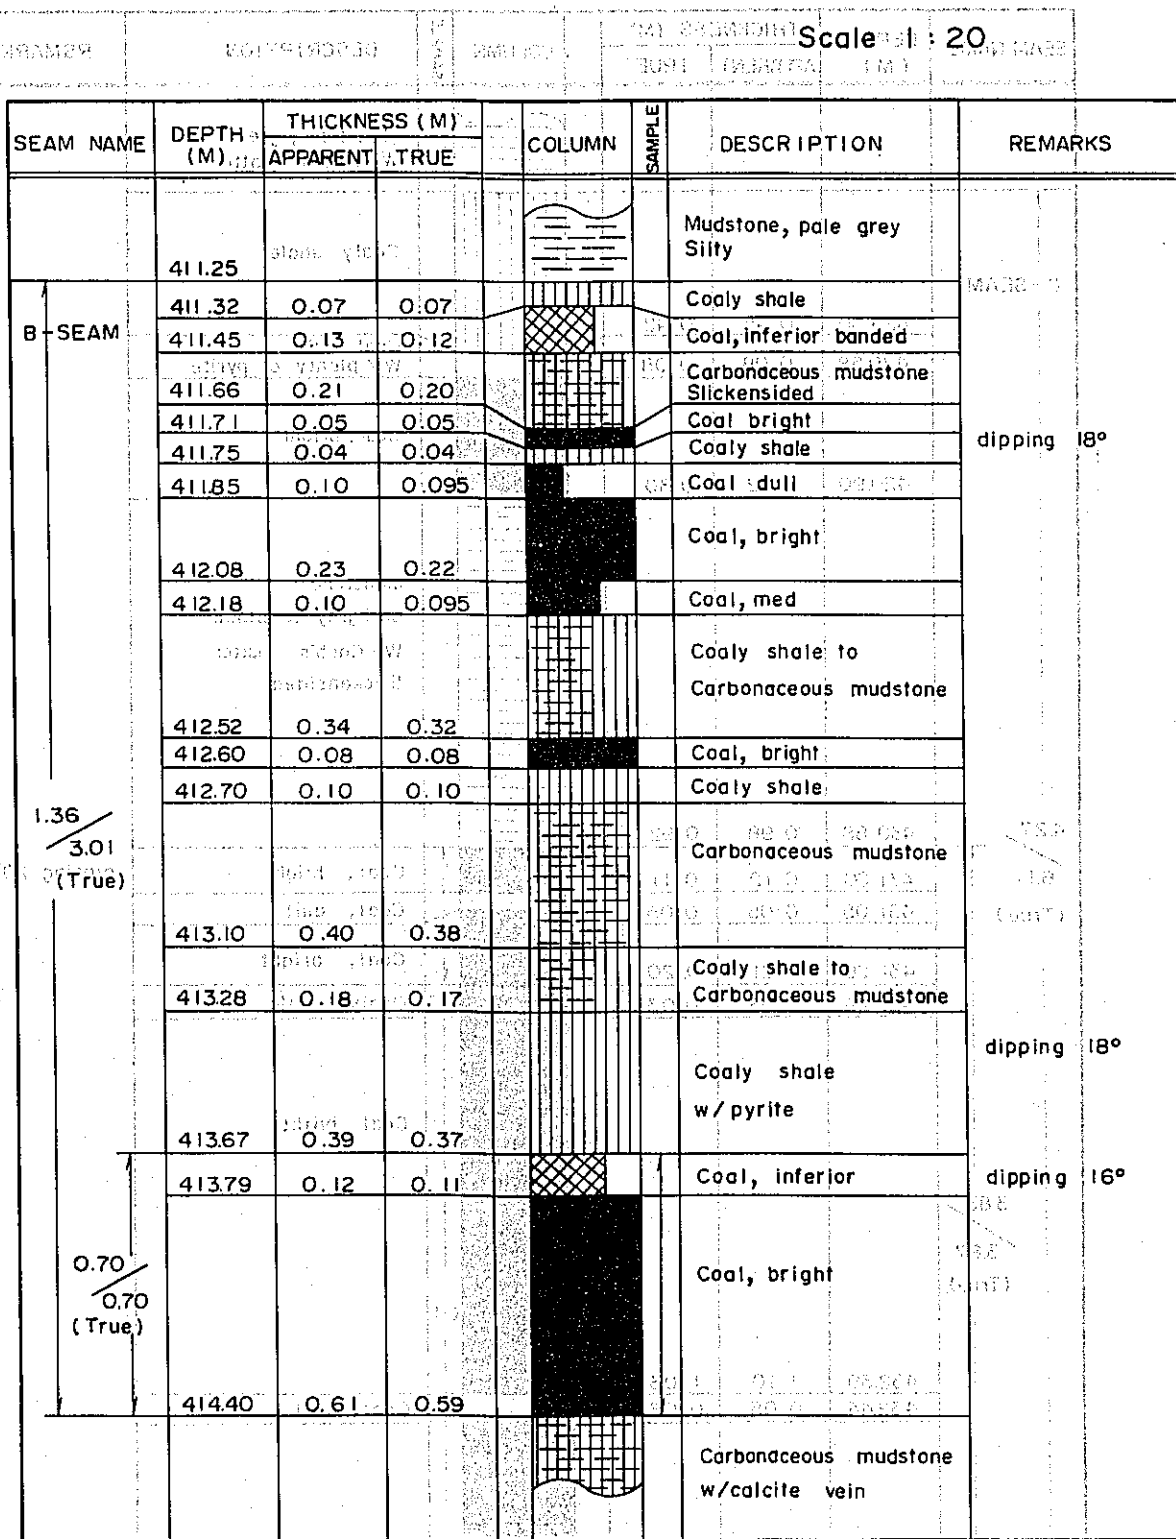 Scale 1 : 20
SEAM NAME DEPTH (M) THICKNESS (M) APPARENT TRUE COLUMN SAMPLE DESCRIPTION REMARKS
411.25 Mudstone, pale grey
Silty
B-SEAM
411.32 0.07 0.07 Coaly shale
411.45 0.13 0.12 Coal, inferior banded
411.66 0.21 0.20 Carbonaceous mudstone
Slickensided
411.71 0.05 0.05 Coal bright
411.75 0.04 0.04 Coaly shale dipping 18°
411.85 0.10 0.095 Coal dull
412.08 0.23 0.22 Coal, bright
412.18 0.10 0.095 Coal, med
412.52 0.34 0.32 Coaly shale to
Carbonaceous mudstone
412.60 0.08 0.08 Coal, bright
412.70 0.10 0.10 Coaly shale
1.36
3.01
(True)
413.10 0.40 0.38 Carbonaceous mudstone
413.28 0.18 0.17 Coaly shale to
Carbonaceous mudstone
dipping 18°
413.67 0.39 0.37 Coaly shale
w/pyrite
413.79 0.12 0.11 Coal, inferior dipping 16°
0.70
0.70
(True)
414.40 0.61 0.59 Coal, bright
Carbonaceous mudstone
w/calcite vein